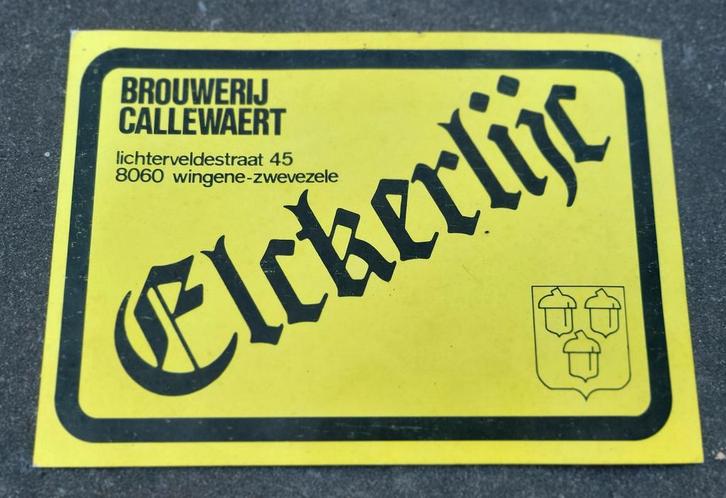 BROUWERIJ
CALLEWAERT
lichterveldestraat 45
8060 wingene-zwevezele
Elckerlijc